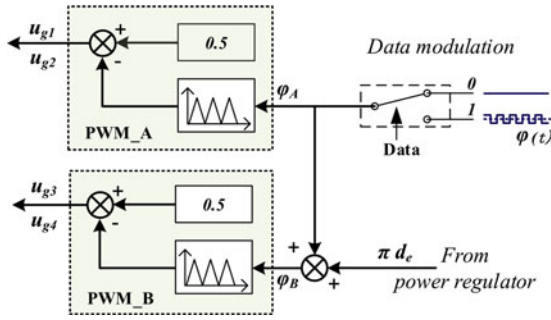 u_g1
u_g2
+
-
0.5
PWM_A
φ_A
Data modulation
0
1
φ(t)
Data
u_g3
u_g4
+
-
0.5
PWM_B
φ_B
+
+
π d_e
From
power regulator